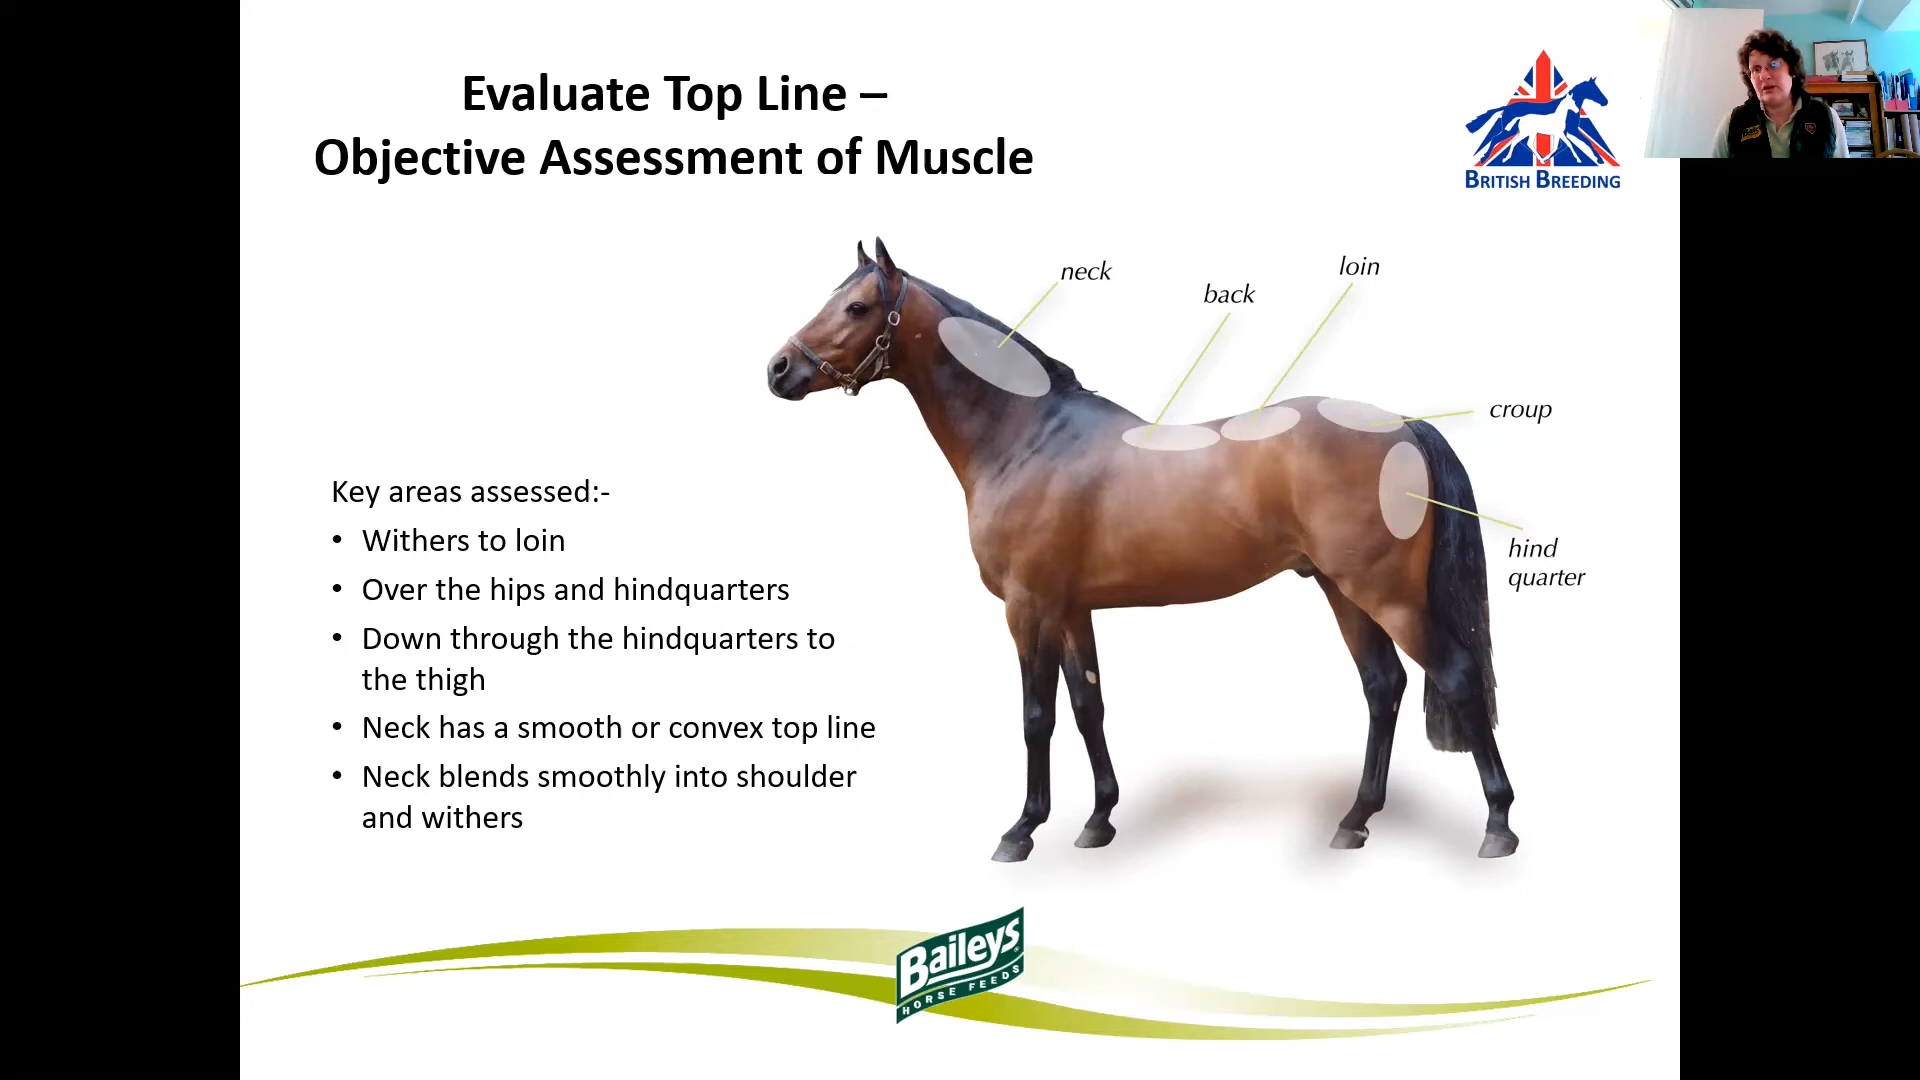 Evaluate Top Line –
Objective Assessment of Muscle
BRITISH BREEDING
neck
back
loin
croup
hind
quarter
Key areas assessed:-
• Withers to loin
• Over the hips and hindquarters
• Down through the hindquarters to
the thigh
• Neck has a smooth or convex top line
• Neck blends smoothly into shoulder
and withers
Baileys
HORSE FEEDS